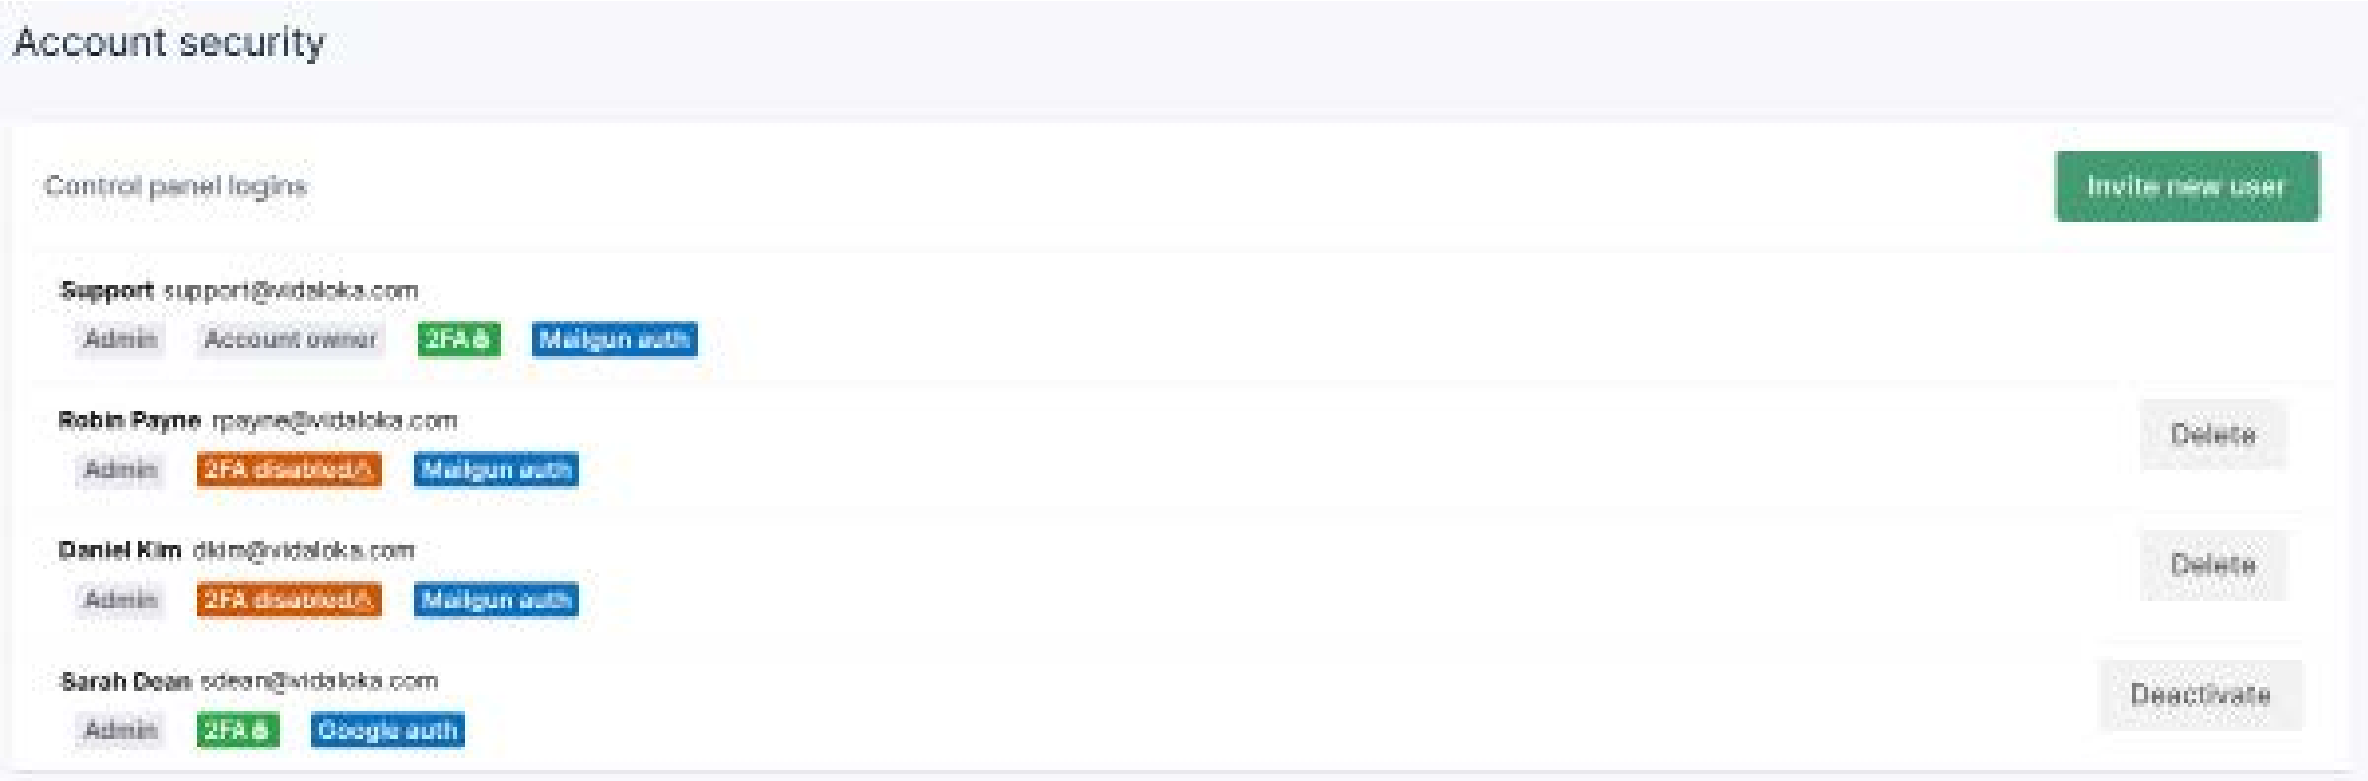 Account security
Control panel logins
Invite new user
Support support@vidaloka.com
Admin Account owner 2FA Mailgun auth
Robin Payne rpayne@vidaloka.com
Delete
Admin 2FA disabled Mailgun auth
Daniel Kim dkim@vidaloka.com
Delete
Admin 2FA disabled Mailgun auth
Sarah Dean sdean@vidaloka.com
Deactivate
Admin 2FA Google auth